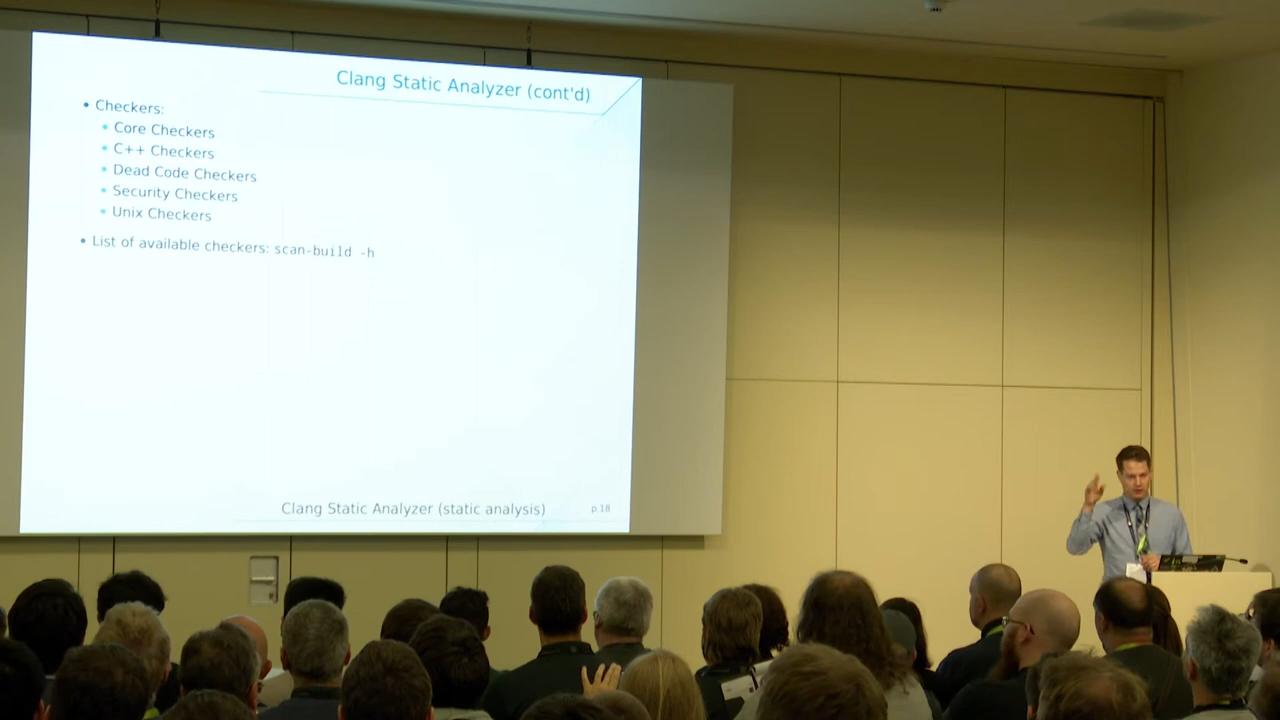 Clang Static Analyzer (cont'd)
• Checkers:
• Core Checkers
• C++ Checkers
• Dead Code Checkers
• Security Checkers
• Unix Checkers
• List of available checkers: scan-build -h
Clang Static Analyzer (static analysis)
p.18